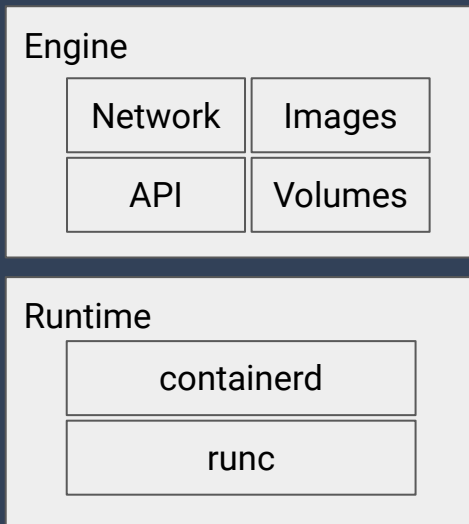 Engine
Network Images
API Volumes
Runtime
containerd
runc